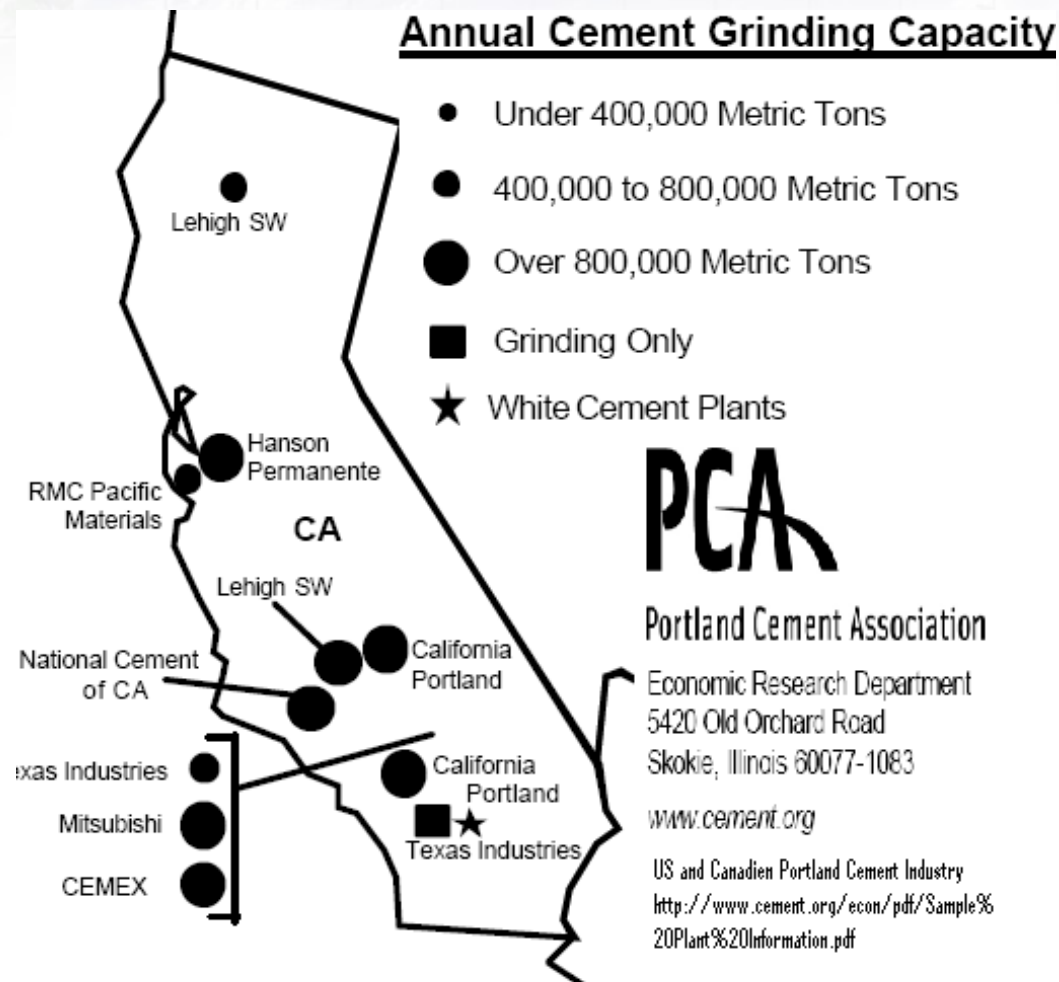 Annual Cement Grinding Capacity
Under 400,000 Metric Tons
400,000 to 800,000 Metric Tons
Over 800,000 Metric Tons
Grinding Only
White Cement Plants
Lehigh SW
Hanson
Permanente
RMC Pacific
Materials
CA
Lehigh SW
California
Portland
National Cement
of CA
exas Industries
Mitsubishi
CEMEX
California
Portland
Texas Industries
PCA
Portland Cement Association
Economic Research Department
5420 Old Orchard Road
Skokie, Illinois 60077-1083
www.cement.org
US and Canadien Portland Cement Industry
http://www.cement.org/econ/pdf/Sample%
20Plant%20Information.pdf